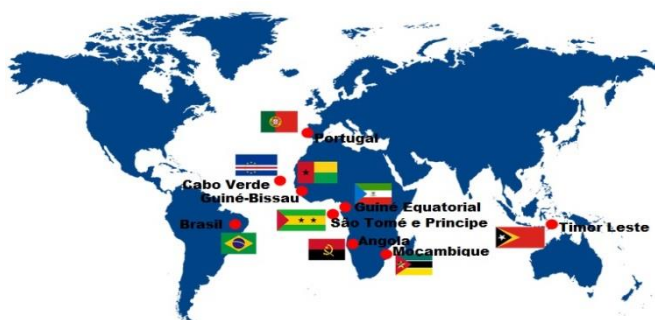 Portugal
Cabo Verde
Guiné-Bissau
Guiné Equatorial
São Tomé e Principe
Brasil
Timor Leste
Angola
Moçambique